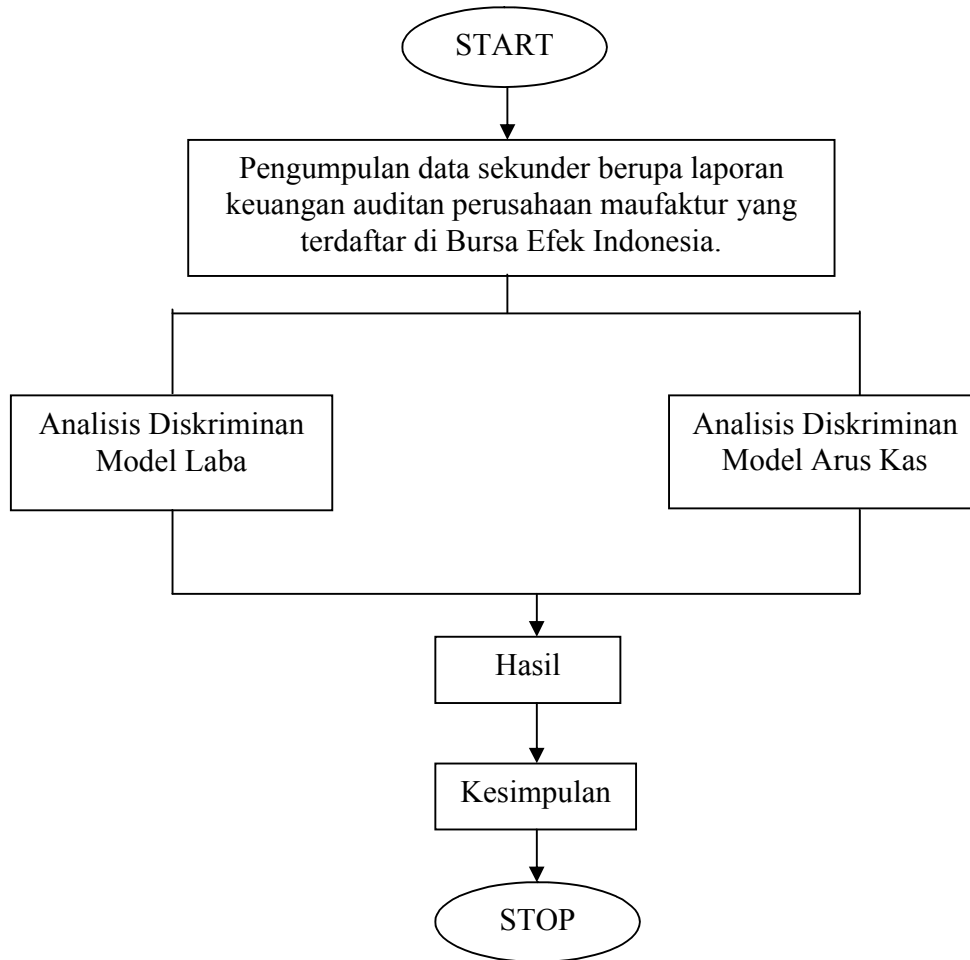 START
Pengumpulan data sekunder berupa laporan
keuangan auditan perusahaan maufaktur yang
terdaftar di Bursa Efek Indonesia.
Analisis Diskriminan
Model Laba
Analisis Diskriminan
Model Arus Kas
Hasil
Kesimpulan
STOP